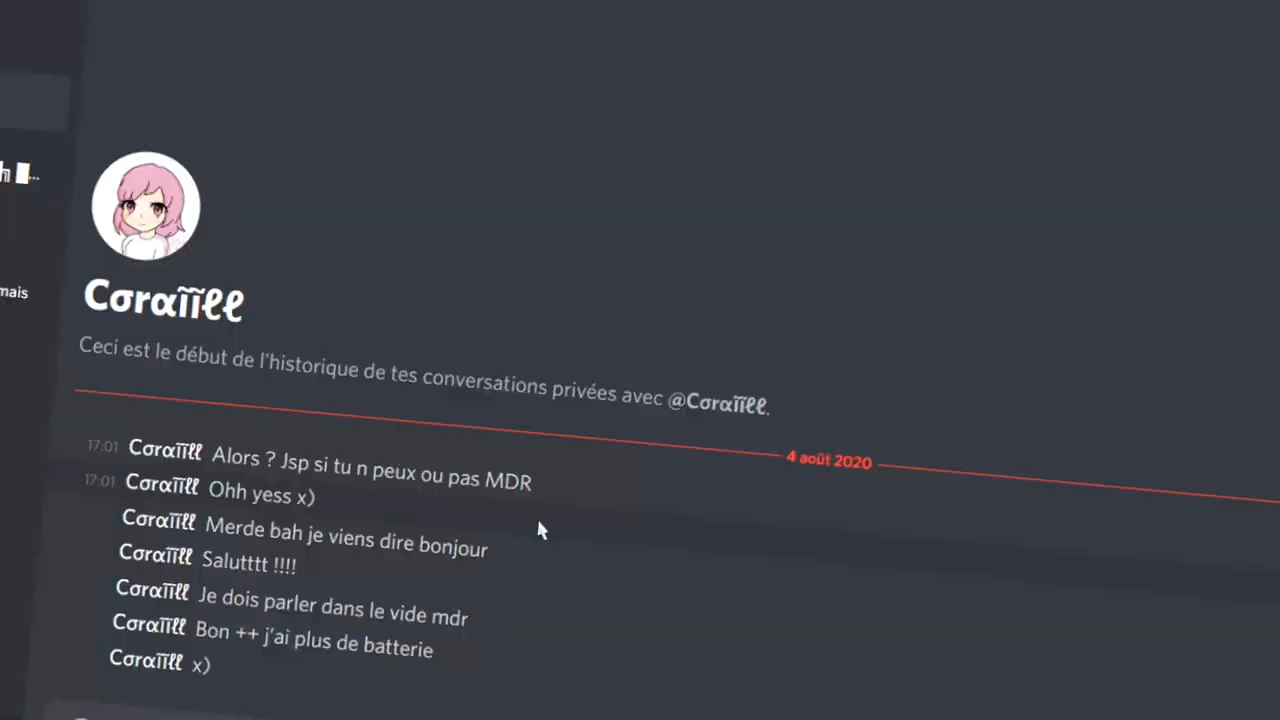 mais
Cσrαĩĩℓℓ
Ceci est le début de l'historique de tes conversations privées avec @Cσrαĩĩℓℓ.
4 août 2020
17:01 Cσrαĩĩℓℓ Alors ? Jsp si tu n peux ou pas MDR
17:01 Cσrαĩĩℓℓ Ohh yess x)
Cσrαĩĩℓℓ Merde bah je viens dire bonjour
Cσrαĩĩℓℓ Salutttt !!!!
Cσrαĩĩℓℓ Je dois parler dans le vide mdr
Cσrαĩĩℓℓ Bon ++ j'ai plus de batterie
Cσrαĩĩℓℓ x)